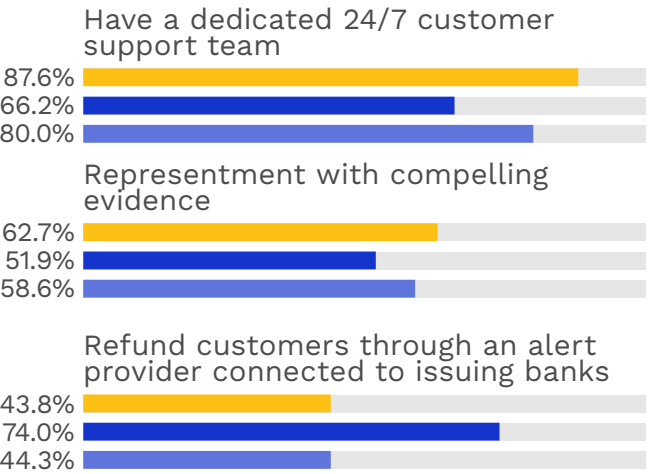 Have a dedicated 24/7 customer
support team
87.6%
66.2%
80.0%
Representment with compelling
evidence
62.7%
51.9%
58.6%
Refund customers through an alert
provider connected to issuing banks
43.8%
74.0%
44.3%